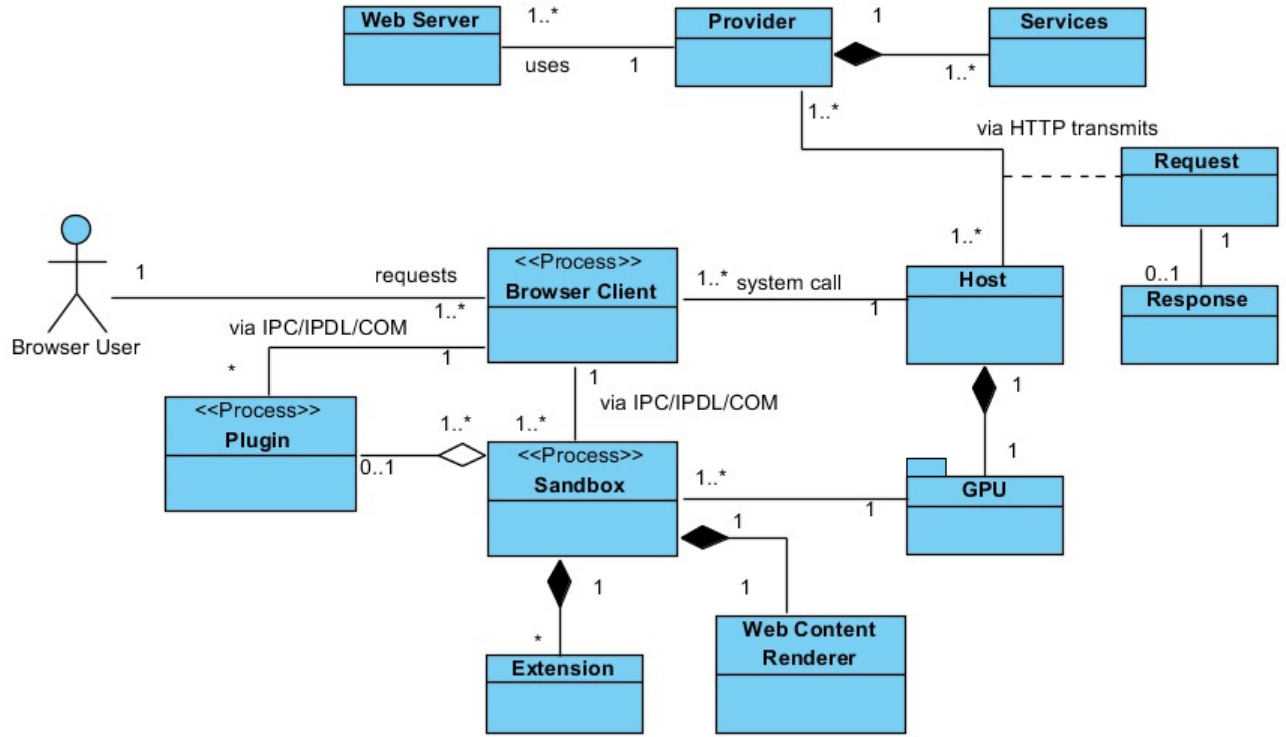 Web Server
1..*
uses
1
Provider
1
1..*
Services
1..*
via HTTP transmits
Request
1
0..1
Response
1..*
Host
1
requests
1..*
<<Process>>
Browser Client
1..*
system call
1
Browser User
via IPC/IPDL/COM
*
1
1
via IPC/IPDL/COM
1..*
<<Process>>
Plugin
0..1
1..*
<<Process>>
Sandbox
1..*
1
1
1
GPU
1
1
Web Content
Renderer
1
*
Extension